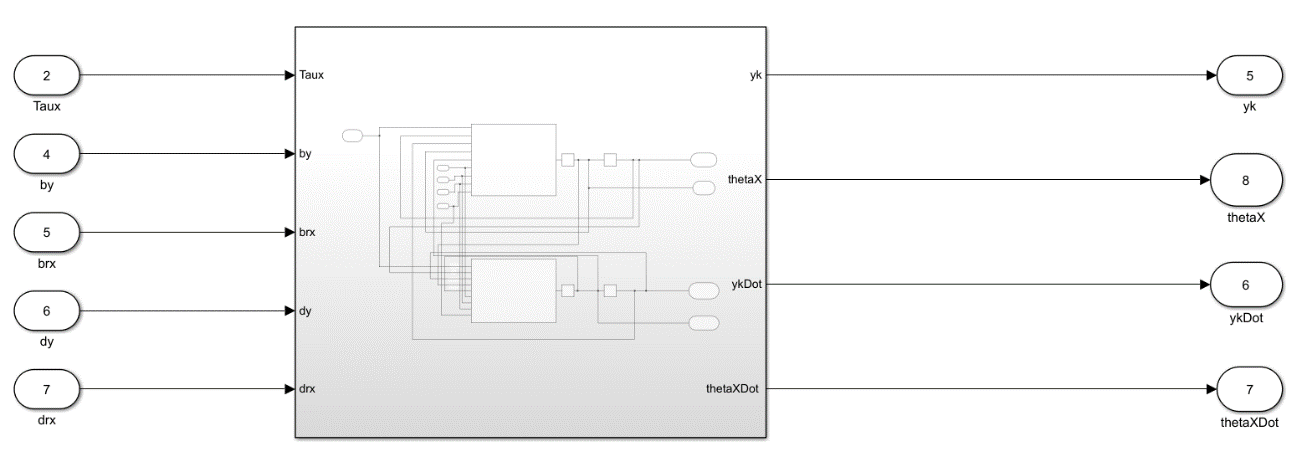 2
Taux
Taux
yk
5
yk
4
by
by
thetaX
8
thetaX
5
brx
brx
6
dy
dy
ykDot
6
ykDot
7
drx
drx
thetaXDot
7
thetaXDot